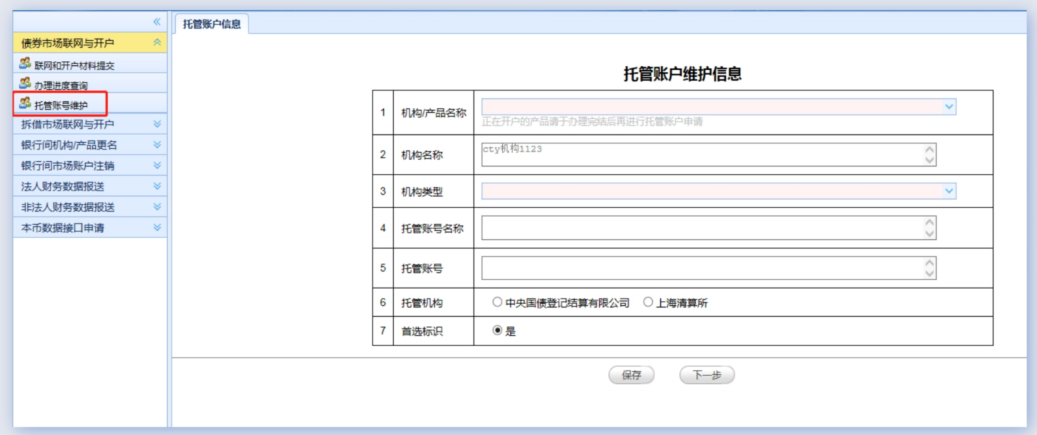 托管账户信息
债券市场联网与开户
联网和开户材料提交
办理进度查询
托管账号维护
拆借市场联网与开户
银行间机构/产品更名
银行间市场账户注销
法人财务数据报送
非法人财务数据报送
本币数据接口申请
托管账户维护信息
1 机构/产品名称
正在开户的产品请于办理完结后再进行托管账户申请
2 机构名称 cty机构1123
3 机构类型
4 托管账号名称
5 托管账号
6 托管机构 中央国债登记结算有限公司 上海清算所
7 首选标识 是
保存 下一步